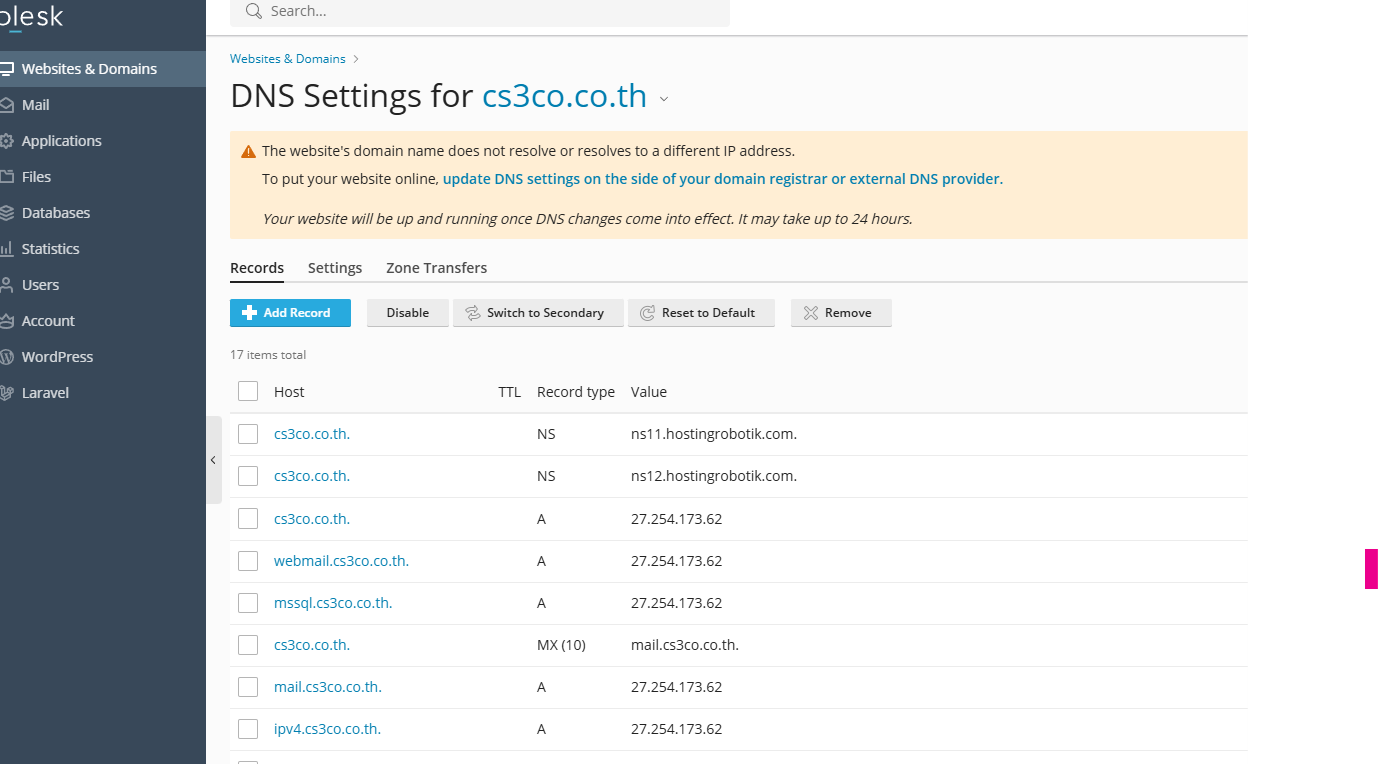 plesk
Search...
Websites & Domains
Mail
Applications
Files
Databases
Statistics
Users
Account
WordPress
Laravel
Websites & Domains >
DNS Settings for cs3co.co.th
The website's domain name does not resolve or resolves to a different IP address.
To put your website online, update DNS settings on the side of your domain registrar or external DNS provider.
Your website will be up and running once DNS changes come into effect. It may take up to 24 hours.
Records Settings Zone Transfers
Add Record Disable Switch to Secondary Reset to Default Remove
17 items total
Host TTL Record type Value
cs3co.co.th. NS ns11.hostingrobotik.com.
cs3co.co.th. NS ns12.hostingrobotik.com.
cs3co.co.th. A 27.254.173.62
webmail.cs3co.co.th. A 27.254.173.62
mssql.cs3co.co.th. A 27.254.173.62
cs3co.co.th. MX (10) mail.cs3co.co.th.
mail.cs3co.co.th. A 27.254.173.62
ipv4.cs3co.co.th. A 27.254.173.62